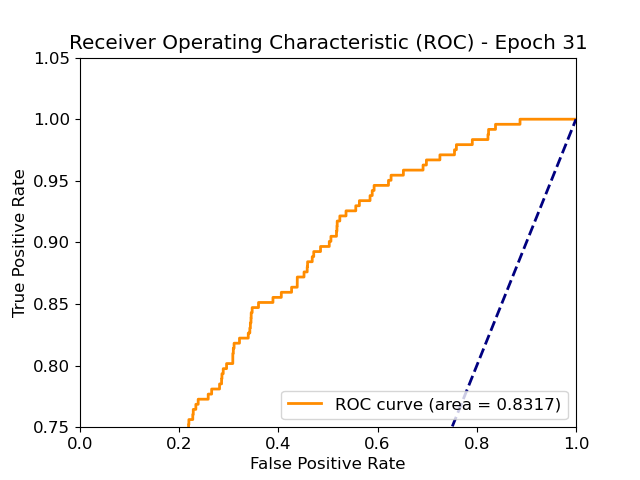 Receiver Operating Characteristic (ROC) - Epoch 31
1.05
1.00
0.95
0.90
0.85
0.80
0.75
True Positive Rate
ROC curve (area = 0.8317)
0.0 0.2 0.4 0.6 0.8 1.0
False Positive Rate